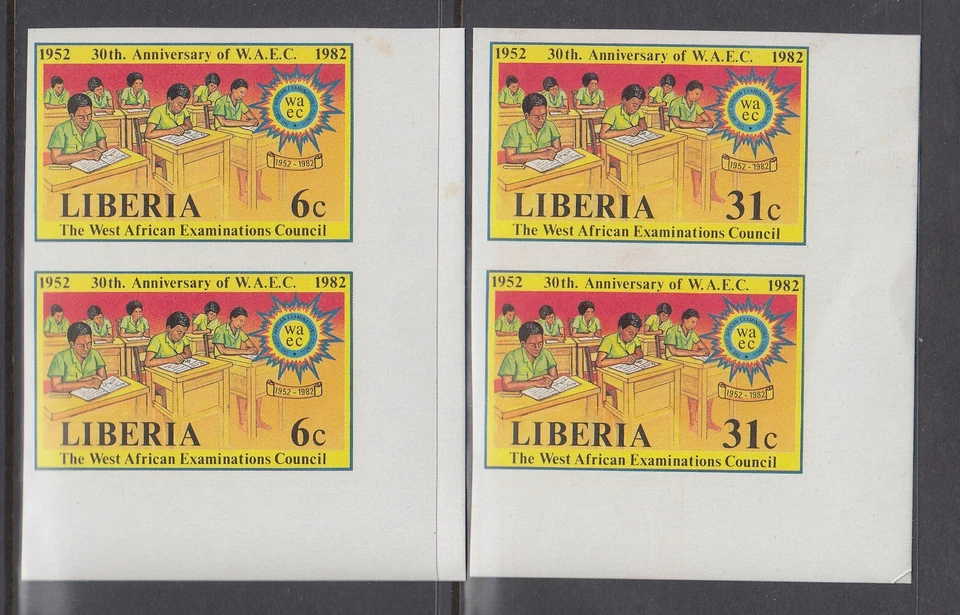 1952 30th. Anniversary of W.A.E.C. 1982
wa
ec
1952 - 1982
LIBERIA 6c
The West African Examinations Council
1952 30th. Anniversary of W.A.E.C. 1982
wa
ec
1952 - 1982
LIBERIA 6c
The West African Examinations Council
1952 30th. Anniversary of W.A.E.C. 1982
wa
ec
1952 - 1982
LIBERIA 31c
The West African Examinations Council
1952 30th. Anniversary of W.A.E.C. 1982
wa
ec
1952 - 1982
LIBERIA 31c
The West African Examinations Council